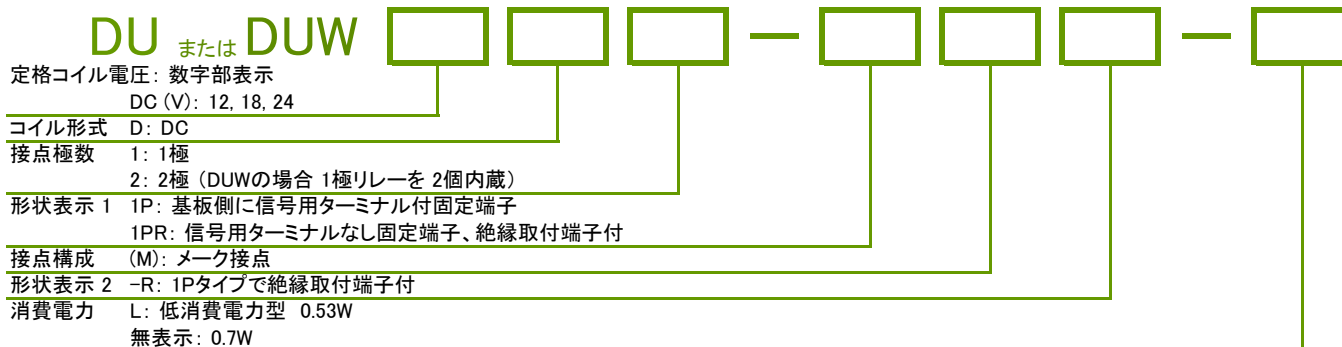 DU または DUW
定格コイル電圧: 数字部表示
DC (V): 12, 18, 24
コイル形式 D: DC
接点極数 1: 1極
2: 2極 (DUWの場合 1極リレーを 2個内蔵)
形状表示 1 1P: 基板側に信号用ターミナル付固定端子
1PR: 信号用ターミナルなし固定端子、絶縁取付端子付
接点構成 (M): メーク接点
形状表示 2 -R: 1Pタイプで絶縁取付端子付
消費電力 L: 低消費電力型 0.53W
無表示: 0.7W